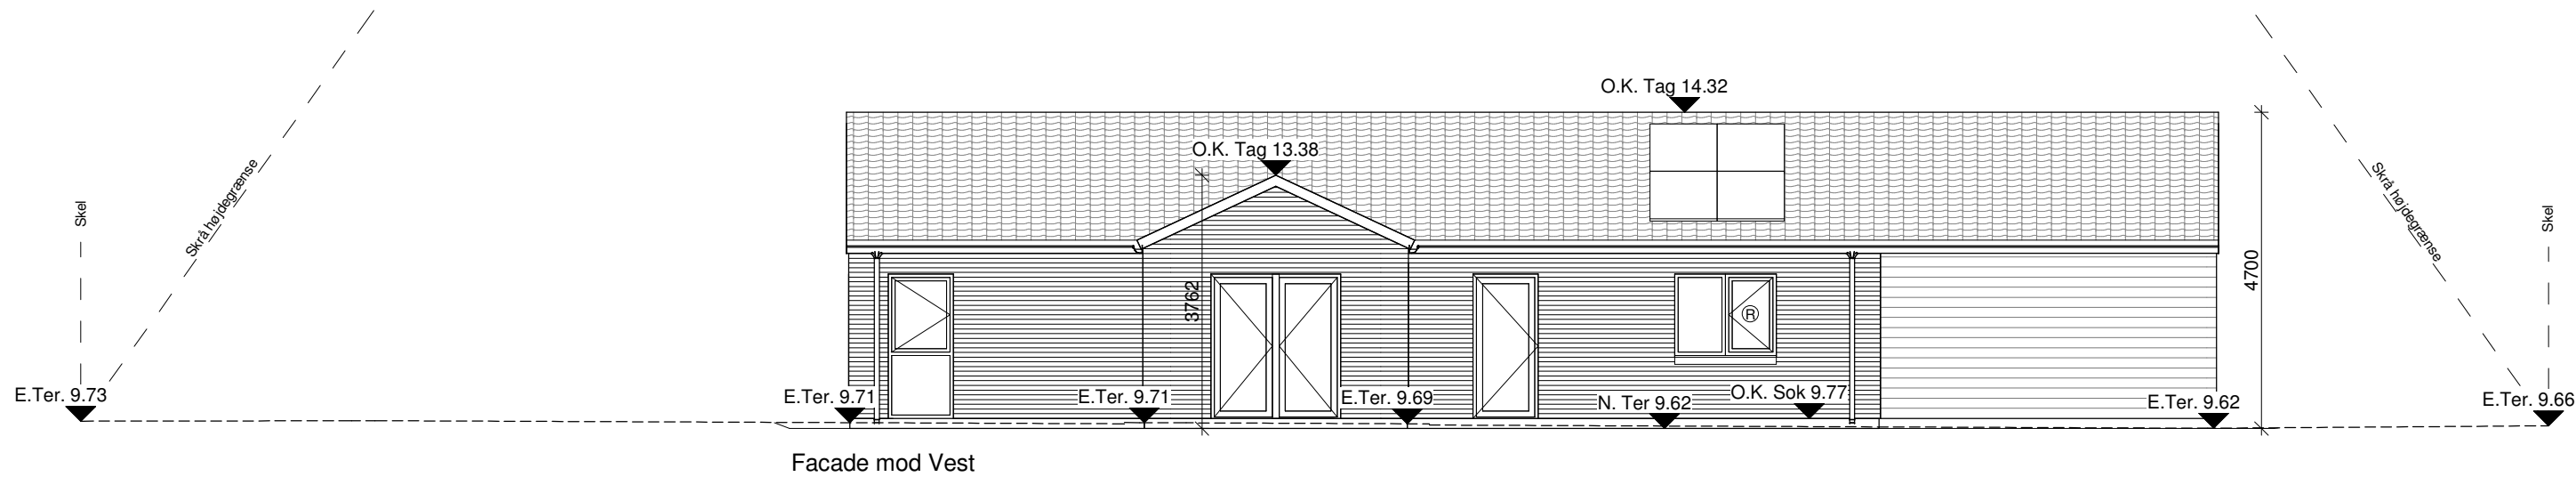 O.K. Tag 14.32
O.K. Tag 13.38
Skrå højdegrænse
Skrå højdegrænse
Skel
Skel
4700
3762
R
E.Ter. 9.73
E.Ter. 9.71
E.Ter. 9.71
E.Ter. 9.69
N. Ter 9.62
O.K. Sok 9.77
E.Ter. 9.62
E.Ter. 9.66
Facade mod Vest